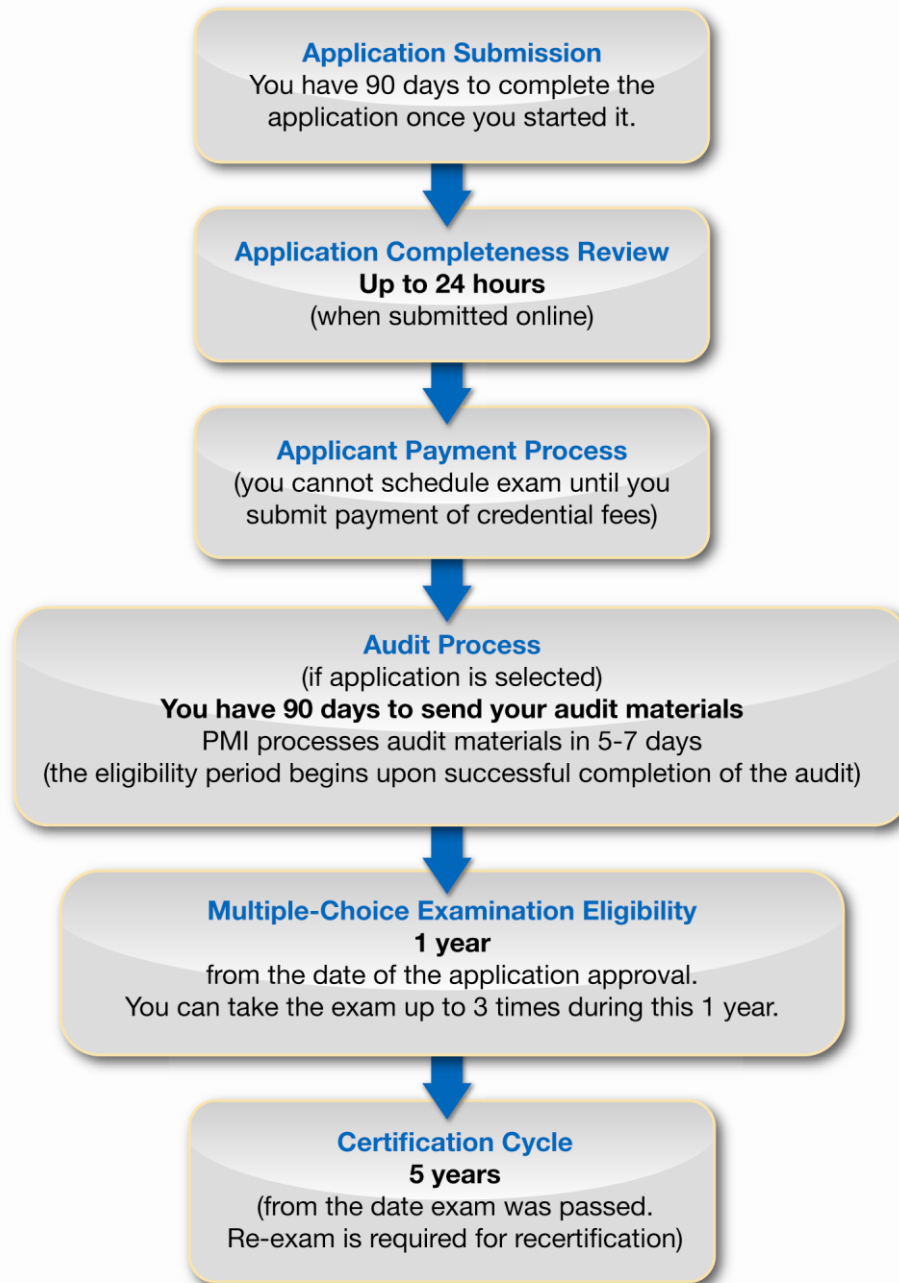 Application Submission
You have 90 days to complete the
application once you started it.
Application Completeness Review
Up to 24 hours
(when submitted online)
Applicant Payment Process
(you cannot schedule exam until you
submit payment of credential fees)
Audit Process
(if application is selected)
You have 90 days to send your audit materials
PMI processes audit materials in 5-7 days
(the eligibility period begins upon successful completion of the audit)
Multiple-Choice Examination Eligibility
1 year
from the date of the application approval.
You can take the exam up to 3 times during this 1 year.
Certification Cycle
5 years
(from the date exam was passed.
Re-exam is required for recertification)